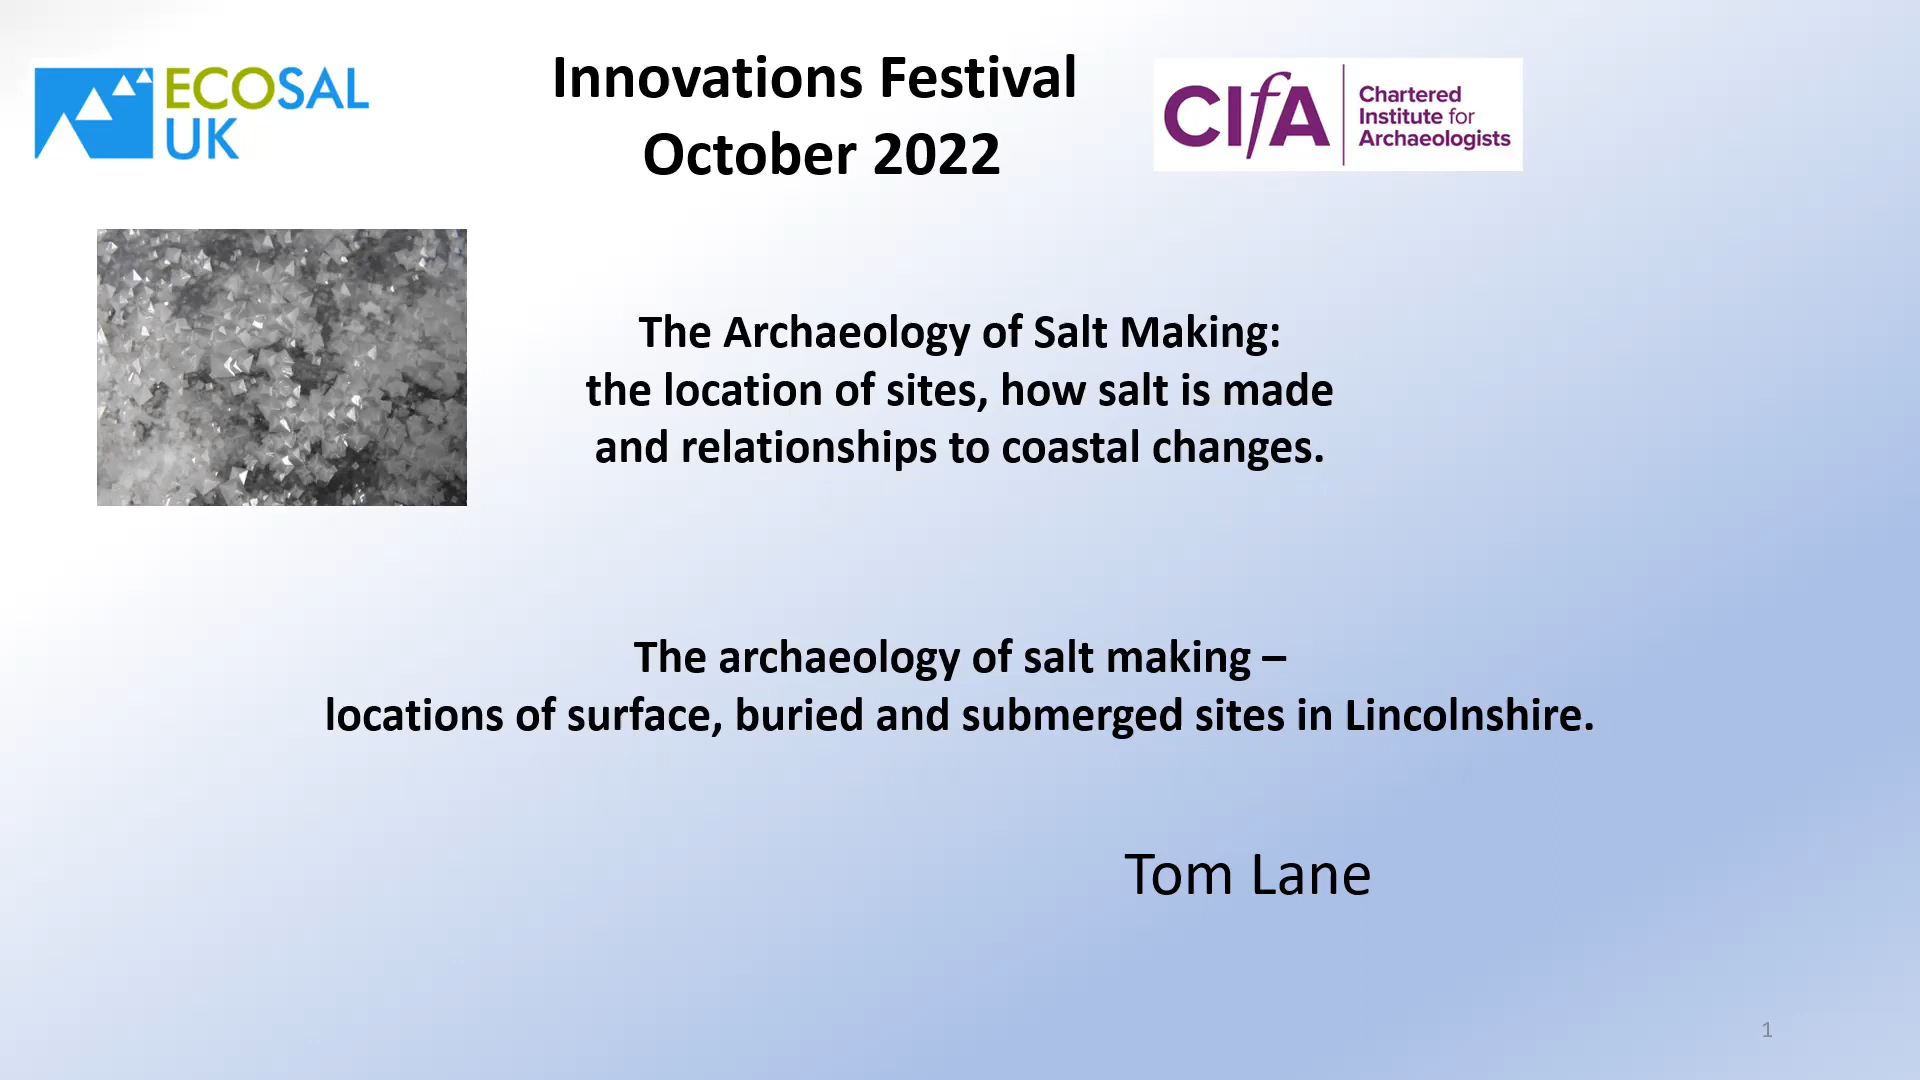 ECOSAL
UK
Innovations Festival
October 2022
CIfA
Chartered
Institute for
Archaeologists
The Archaeology of Salt Making:
the location of sites, how salt is made
and relationships to coastal changes.
The archaeology of salt making –
locations of surface, buried and submerged sites in Lincolnshire.
Tom Lane
1